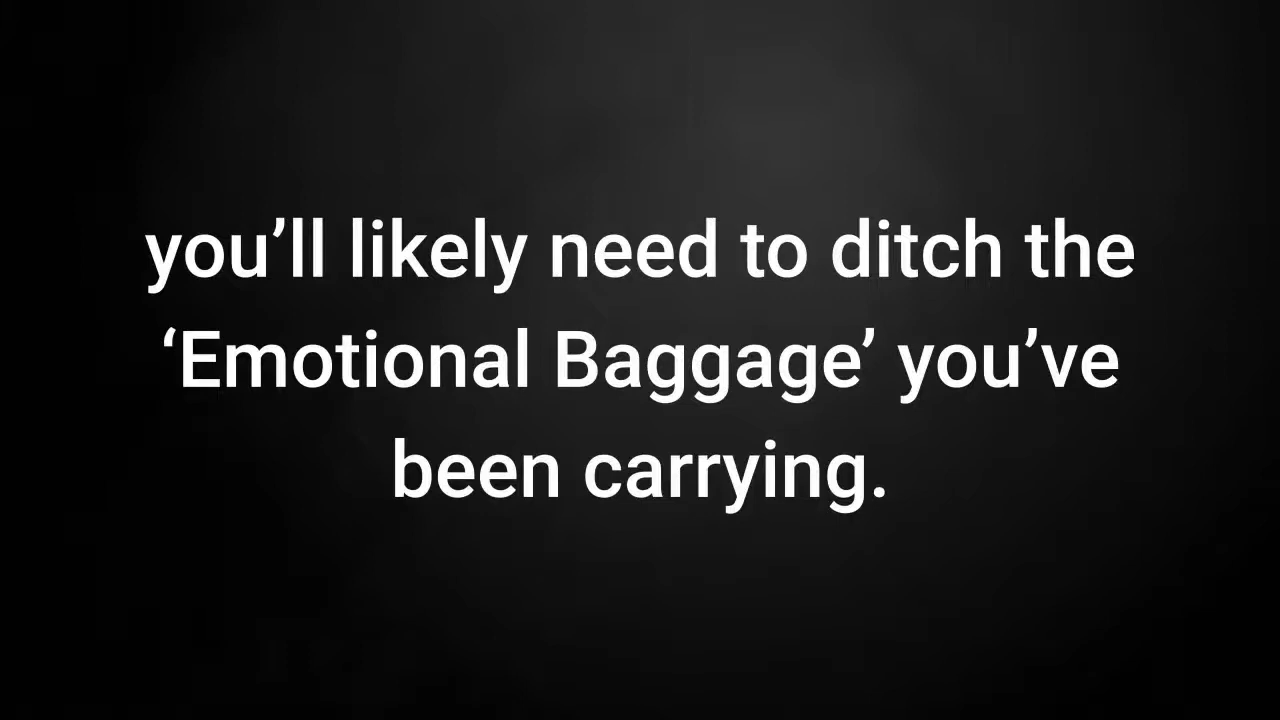 you’ll likely need to ditch the
‘Emotional Baggage’ you’ve
been carrying.